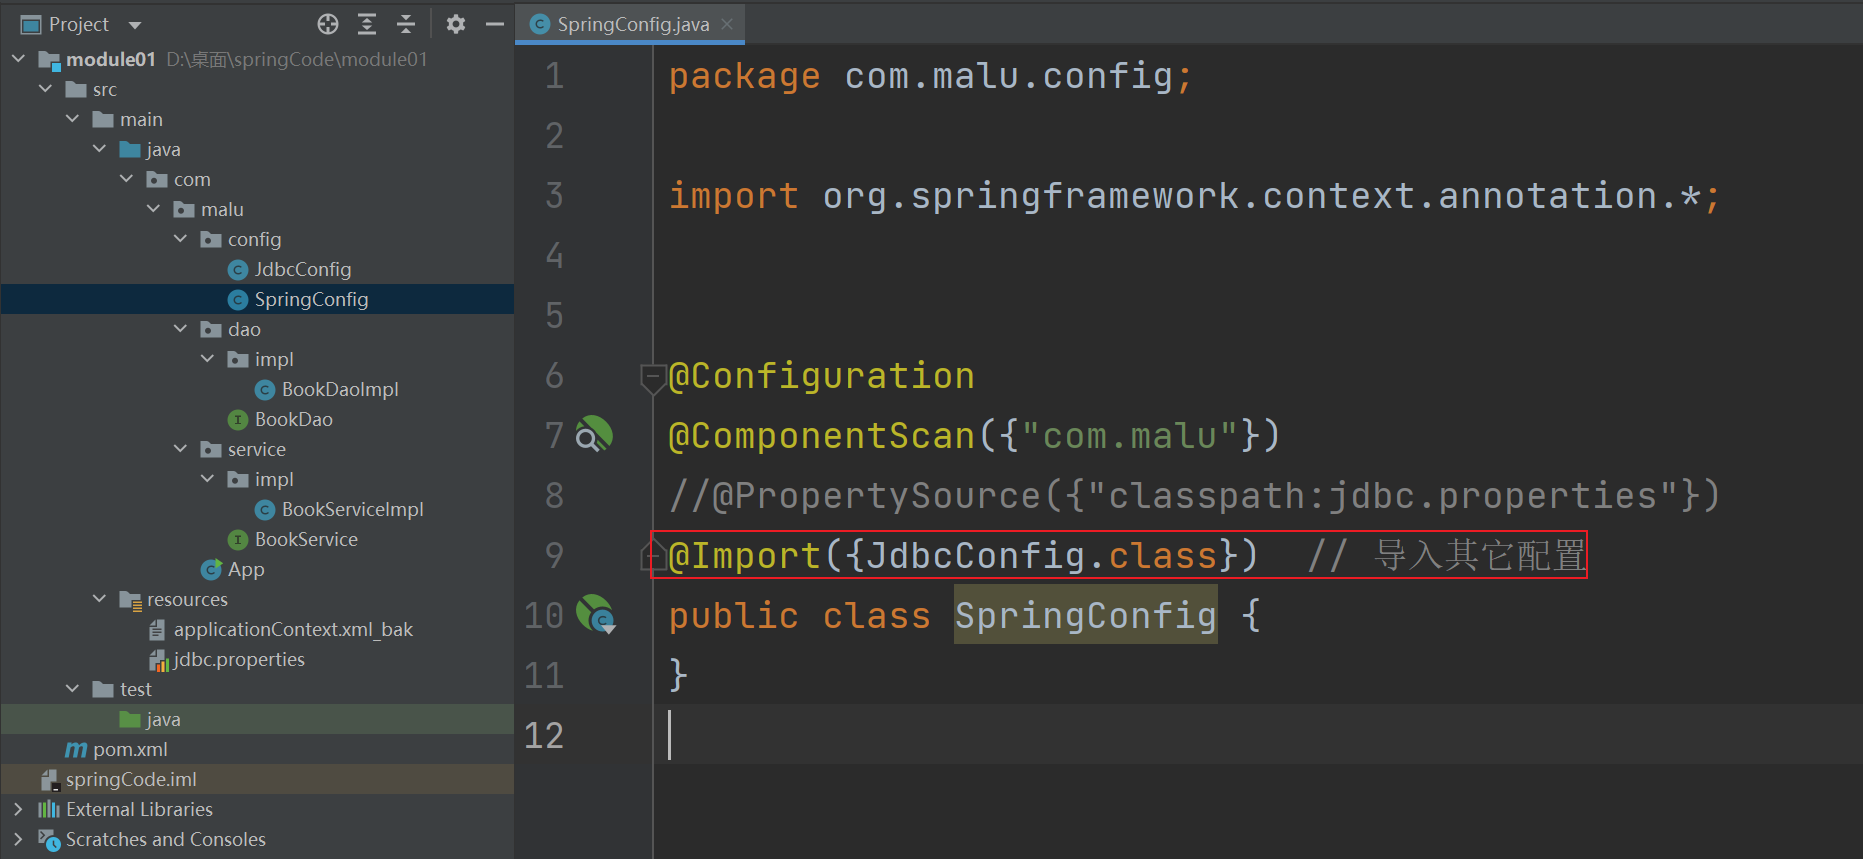 Project
module01 D:\桌面\springCode\module01
src
main
java
com
malu
config
JdbcConfig
SpringConfig
dao
impl
BookDaoImpl
BookDao
service
impl
BookServiceImpl
BookService
App
resources
applicationContext.xml_bak
jdbc.properties
test
java
pom.xml
springCode.iml
External Libraries
Scratches and Consoles
SpringConfig.java
1 package com.malu.config;
2
3 import org.springframework.context.annotation.*;
4
5
6 @Configuration
7 @ComponentScan({"com.malu"})
8 //@PropertySource({"classpath:jdbc.properties"})
9 @Import({JdbcConfig.class}) // 导入其它配置
10 public class SpringConfig {
11 }
12